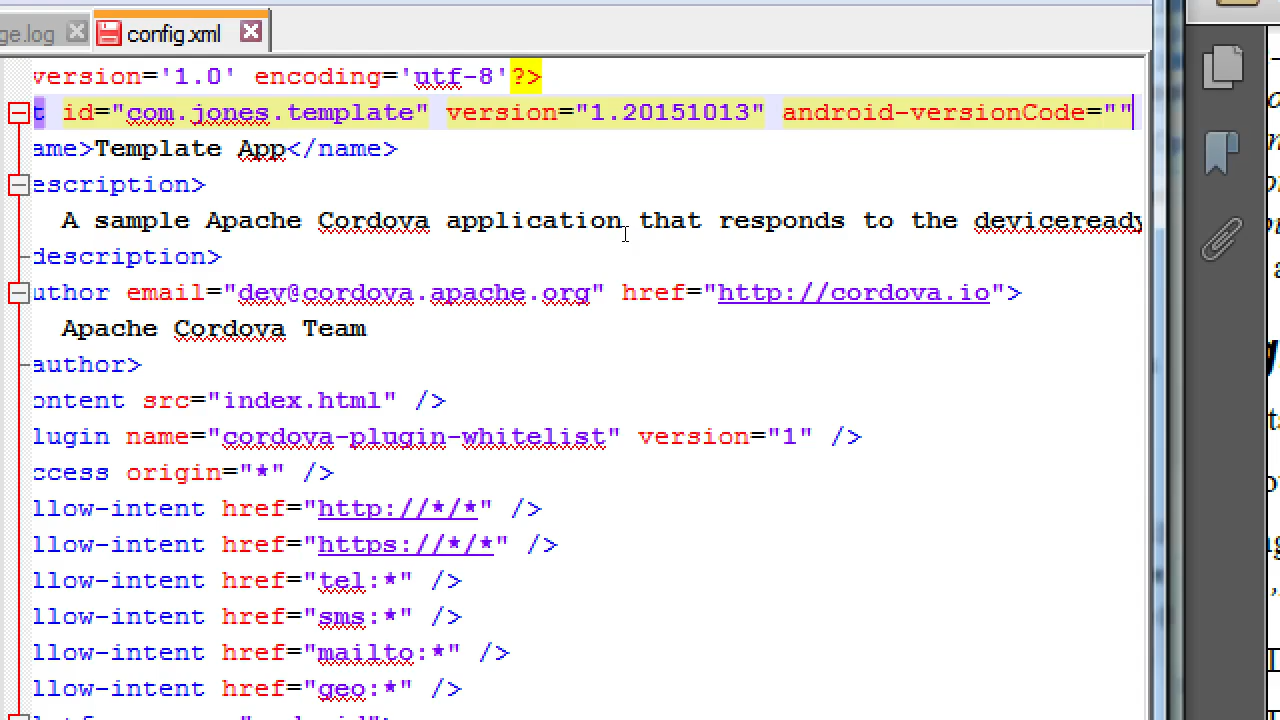 ge.log config.xml
version='1.0' encoding='utf-8'?>
t id="com.jones.template" version="1.20151013" android-versionCode=""
ame>Template App</name>
escription>
A sample Apache Cordova application that responds to the deviceready
description>
uthor email="dev@cordova.apache.org" href="http://cordova.io">
Apache Cordova Team
author>
ontent src="index.html" />
lugin name="cordova-plugin-whitelist" version="1" />
ccess origin="*" />
llow-intent href="http://*/*" />
llow-intent href="https://*/*" />
llow-intent href="tel:*" />
llow-intent href="sms:*" />
llow-intent href="mailto:*" />
llow-intent href="geo:*" />